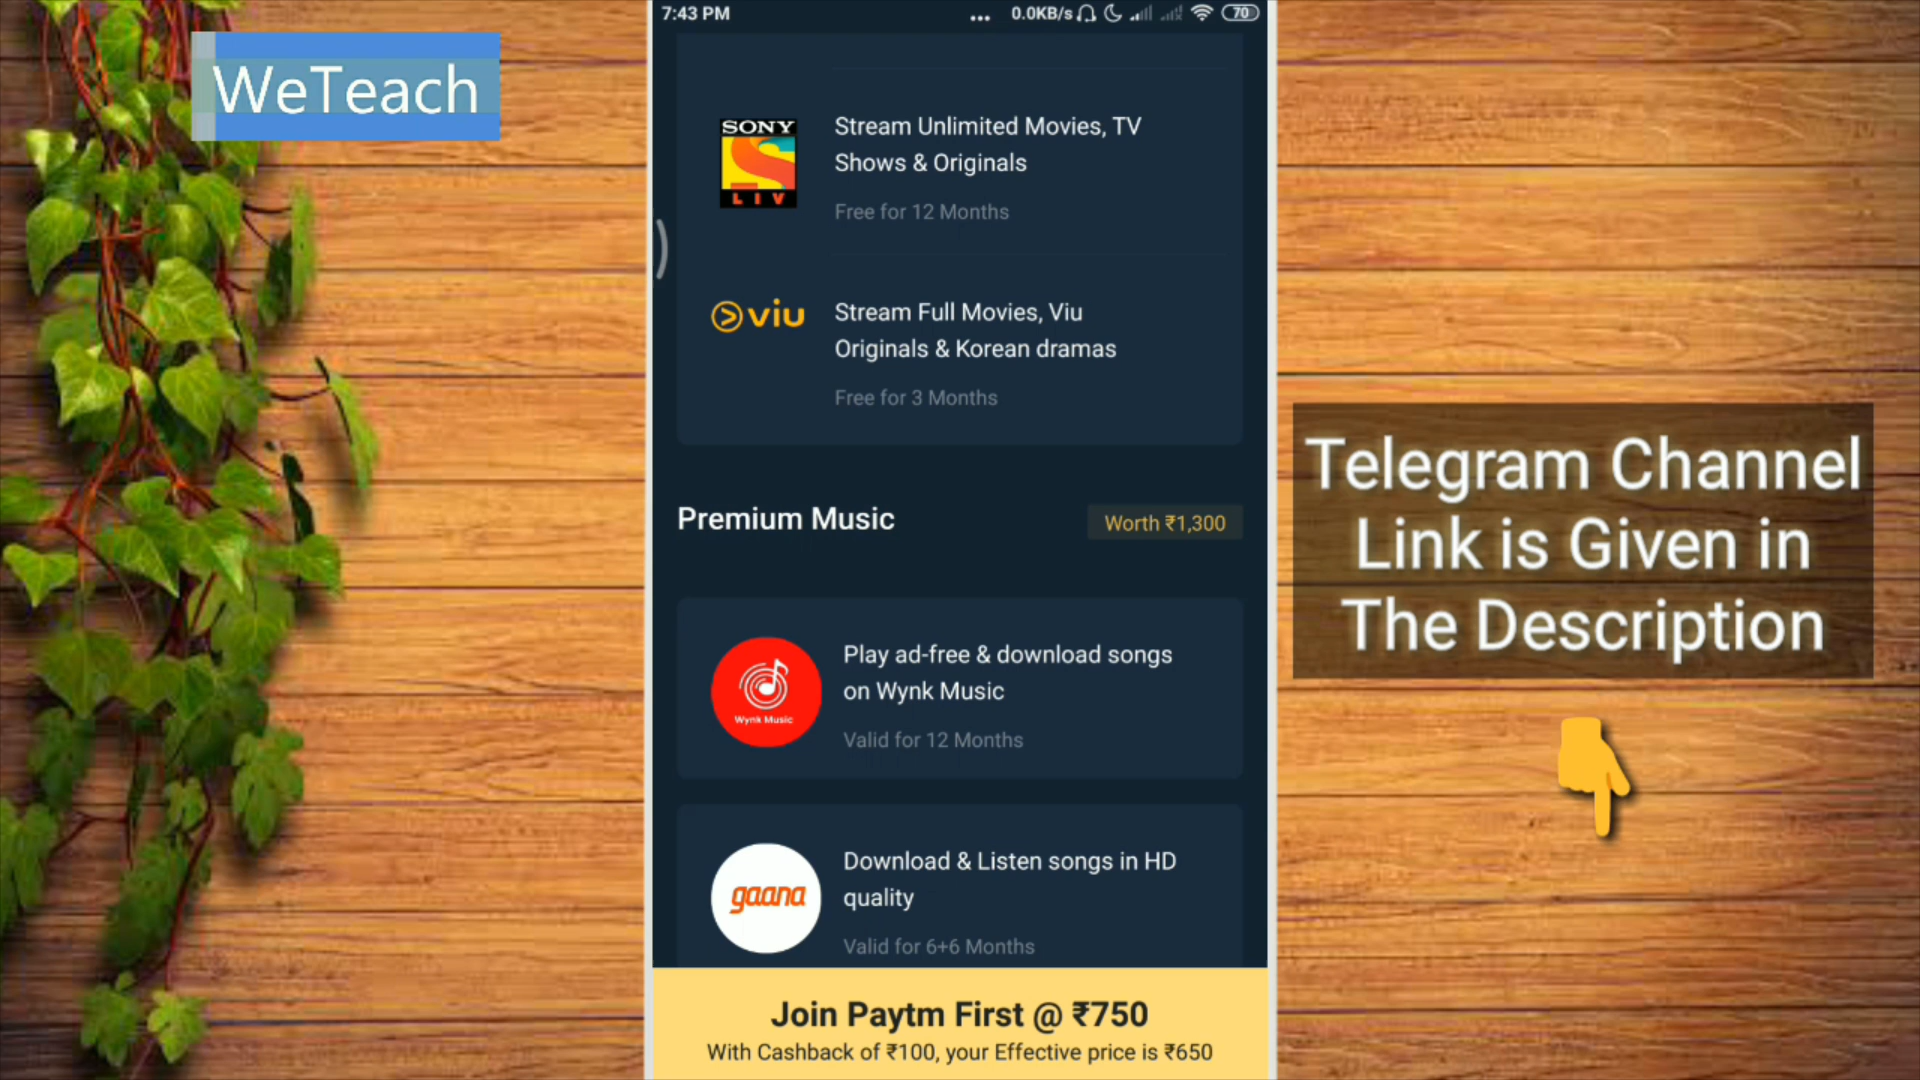 WeTeach
7:43 PM
... 0.0KB/s 70
SONY
LIV
Stream Unlimited Movies, TV
Shows & Originals
Free for 12 Months
viu
Stream Full Movies, Viu
Originals & Korean dramas
Free for 3 Months
Premium Music
Worth ₹1,300
Wynk Music
Play ad-free & download songs
on Wynk Music
Valid for 12 Months
gaana
Download & Listen songs in HD
quality
Valid for 6+6 Months
Join Paytm First @ ₹750
With Cashback of ₹100, your Effective price is ₹650
Telegram Channel
Link is Given in
The Description